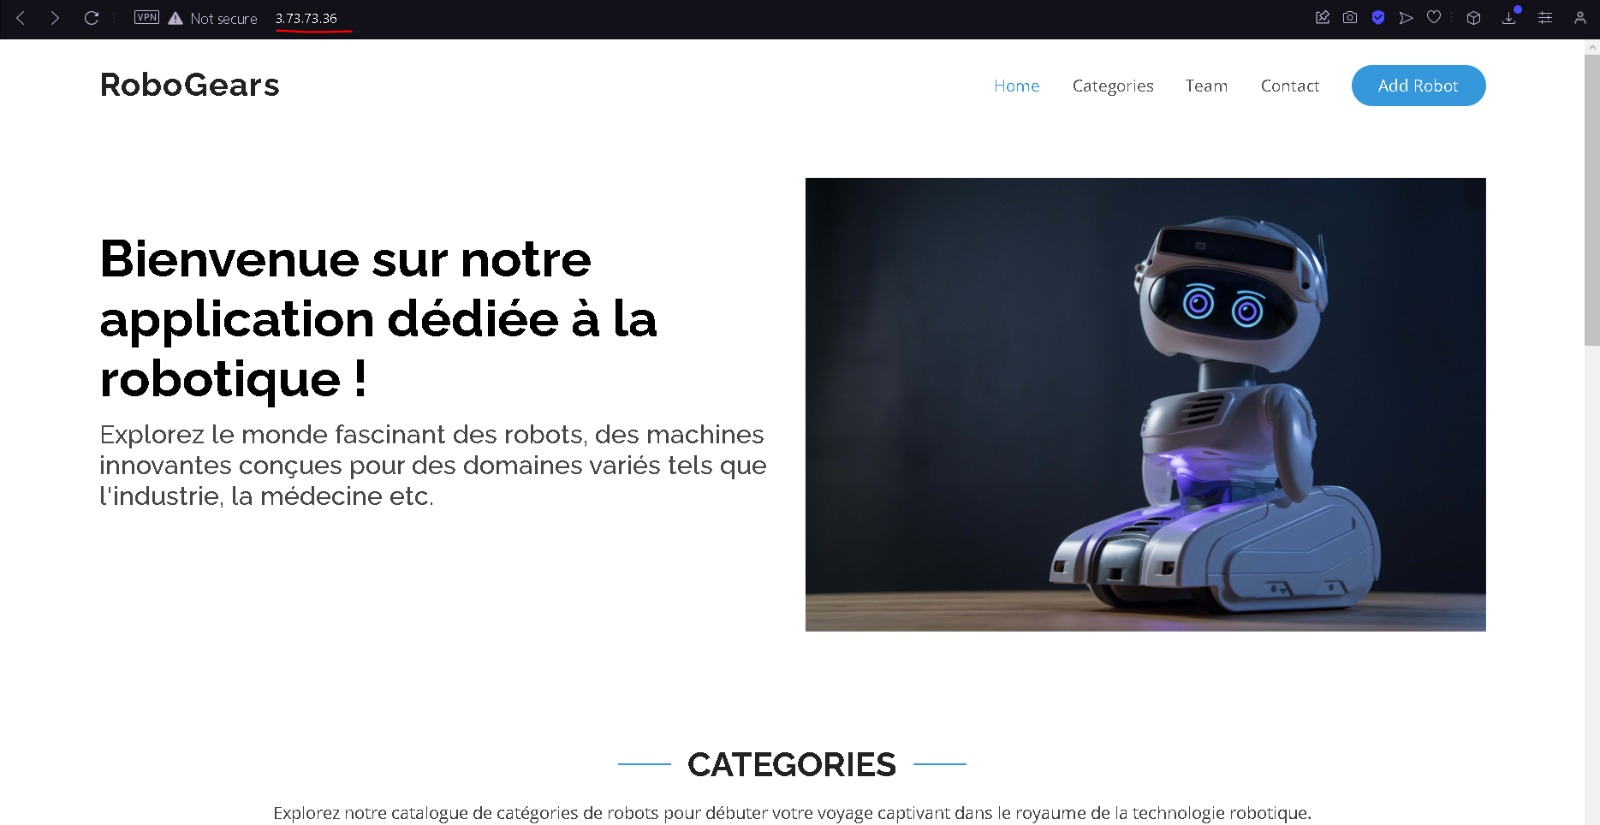 VPN Not secure 3.73.73.36
RoboGears
Home Categories Team Contact Add Robot
Bienvenue sur notre
application dédiée à la
robotique !
Explorez le monde fascinant des robots, des machines
innovantes conçues pour des domaines variés tels que
l'industrie, la médecine etc.
CATEGORIES
Explorez notre catalogue de catégories de robots pour débuter votre voyage captivant dans le royaume de la technologie robotique.